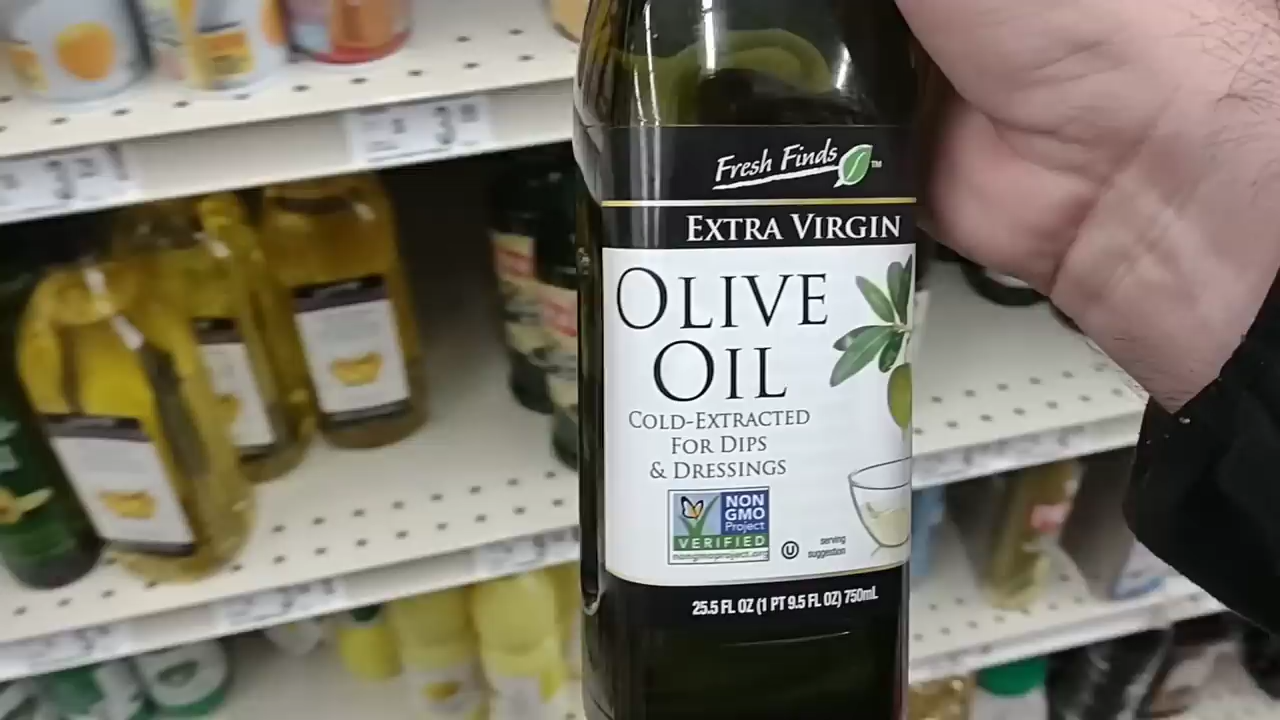 Fresh Finds™
EXTRA VIRGIN
OLIVE
OIL
COLD-EXTRACTED
FOR DIPS
& DRESSINGS
NON
GMO
Project
VERIFIED
nongmoproject.org
U
serving
suggestion
25.5 FL OZ (1 PT 9.5 FL OZ) 750mL